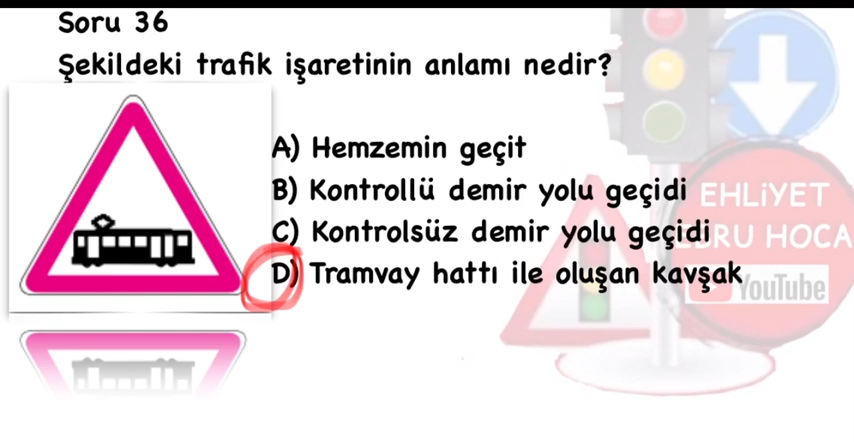 Soru 36
Şekildeki trafik işaretinin anlamı nedir?
A) Hemzemin geçit
B) Kontrollü demir yolu geçidi
C) Kontrolsüz demir yolu geçidi
D) Tramvay hattı ile oluşan kavşak
EHLİYET
EBRU HOCA
YouTube